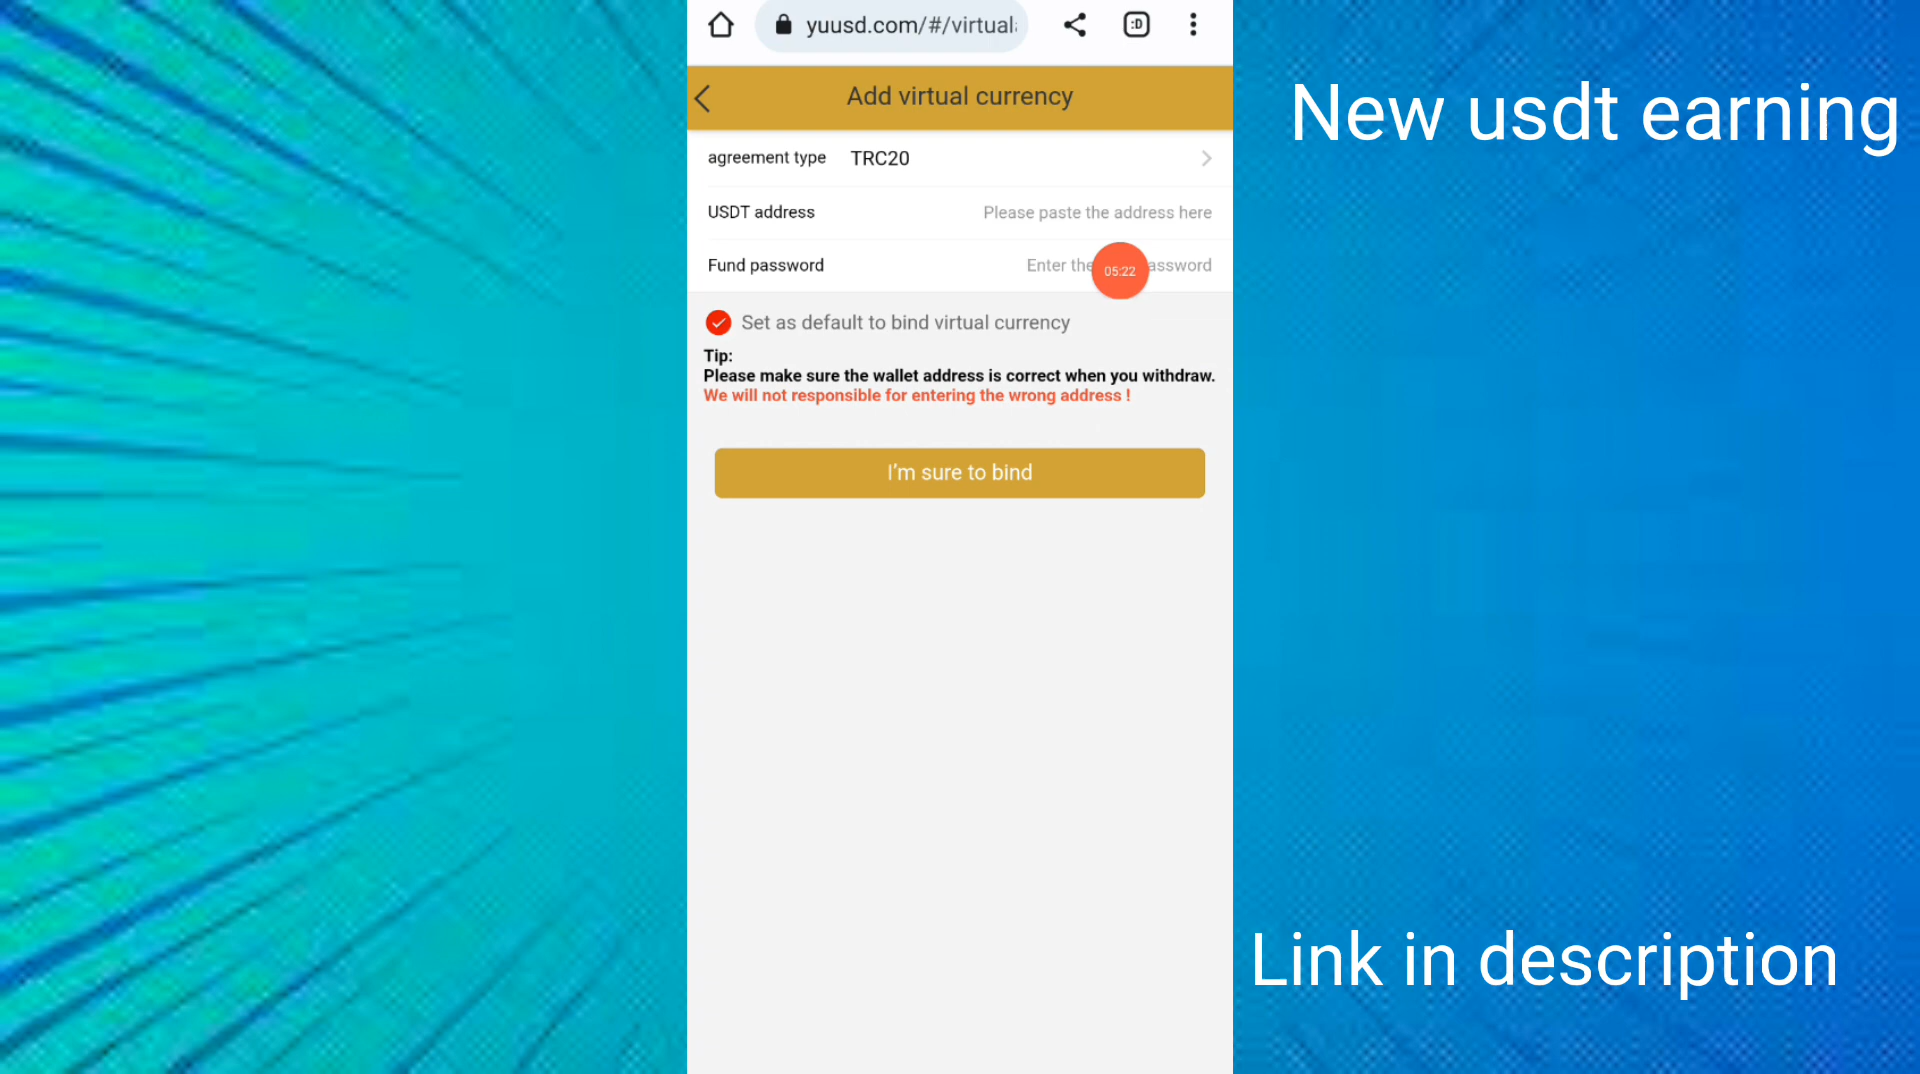 yuusd.com/#/virtual
New usdt earning
Add virtual currency
agreement type TRC20
USDT address Please paste the address here
Fund password Enter the assword
05:22
Set as default to bind virtual currency
Tip:
Please make sure the wallet address is correct when you withdraw.
We will not responsible for entering the wrong address !
I'm sure to bind
Link in description